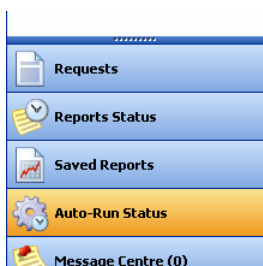 Requests
Reports Status
Saved Reports
Auto-Run Status
Message Centre (0)